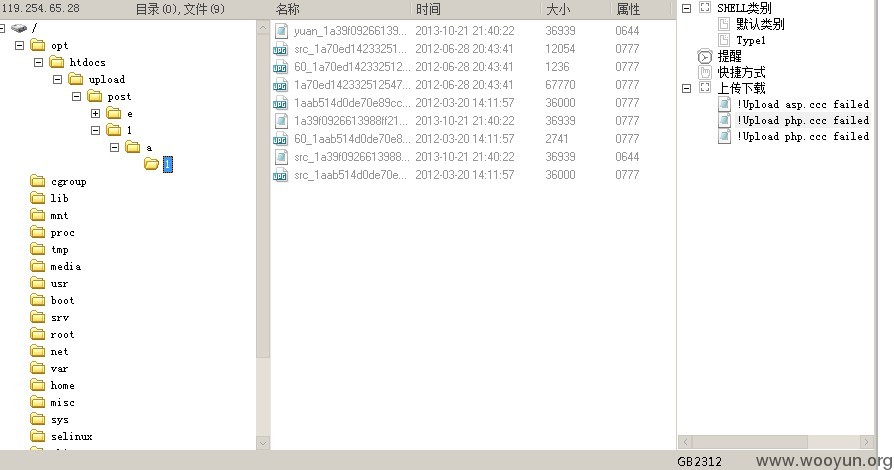 119.254.65.28 目录(0),文件(9) 名称 时间 大小 属性
/
opt
htdocs
upload
post
e
1
a
cgroup
lib
mnt
proc
tmp
media
usr
boot
srv
root
net
var
home
misc
sys
selinux
yuan_1a39f09266139... 2013-10-21 21:40:22 36939 0644
src_1a70ed14233251... 2012-06-28 20:43:41 12054 0777
60_1a70ed142332512... 2012-06-28 20:43:41 1236 0777
1a70ed142332512547... 2012-06-28 20:43:41 67770 0777
1aab514d0de70e89cc... 2012-03-20 14:11:57 36000 0777
1a39f0926613988ff21... 2013-10-21 21:40:22 36939 0644
60_1aab514d0de70e8... 2012-03-20 14:11:57 2741 0777
src_1a39f0926613988... 2013-10-21 21:40:22 36939 0644
src_1aab514d0de70e... 2012-03-20 14:11:57 36000 0777
SHELL类别
默认类别
Type1
提醒
快捷方式
上传下载
!Upload asp.ccc failed
!Upload php.ccc failed
!Upload php.ccc failed
GB2312
www.wooyun.org